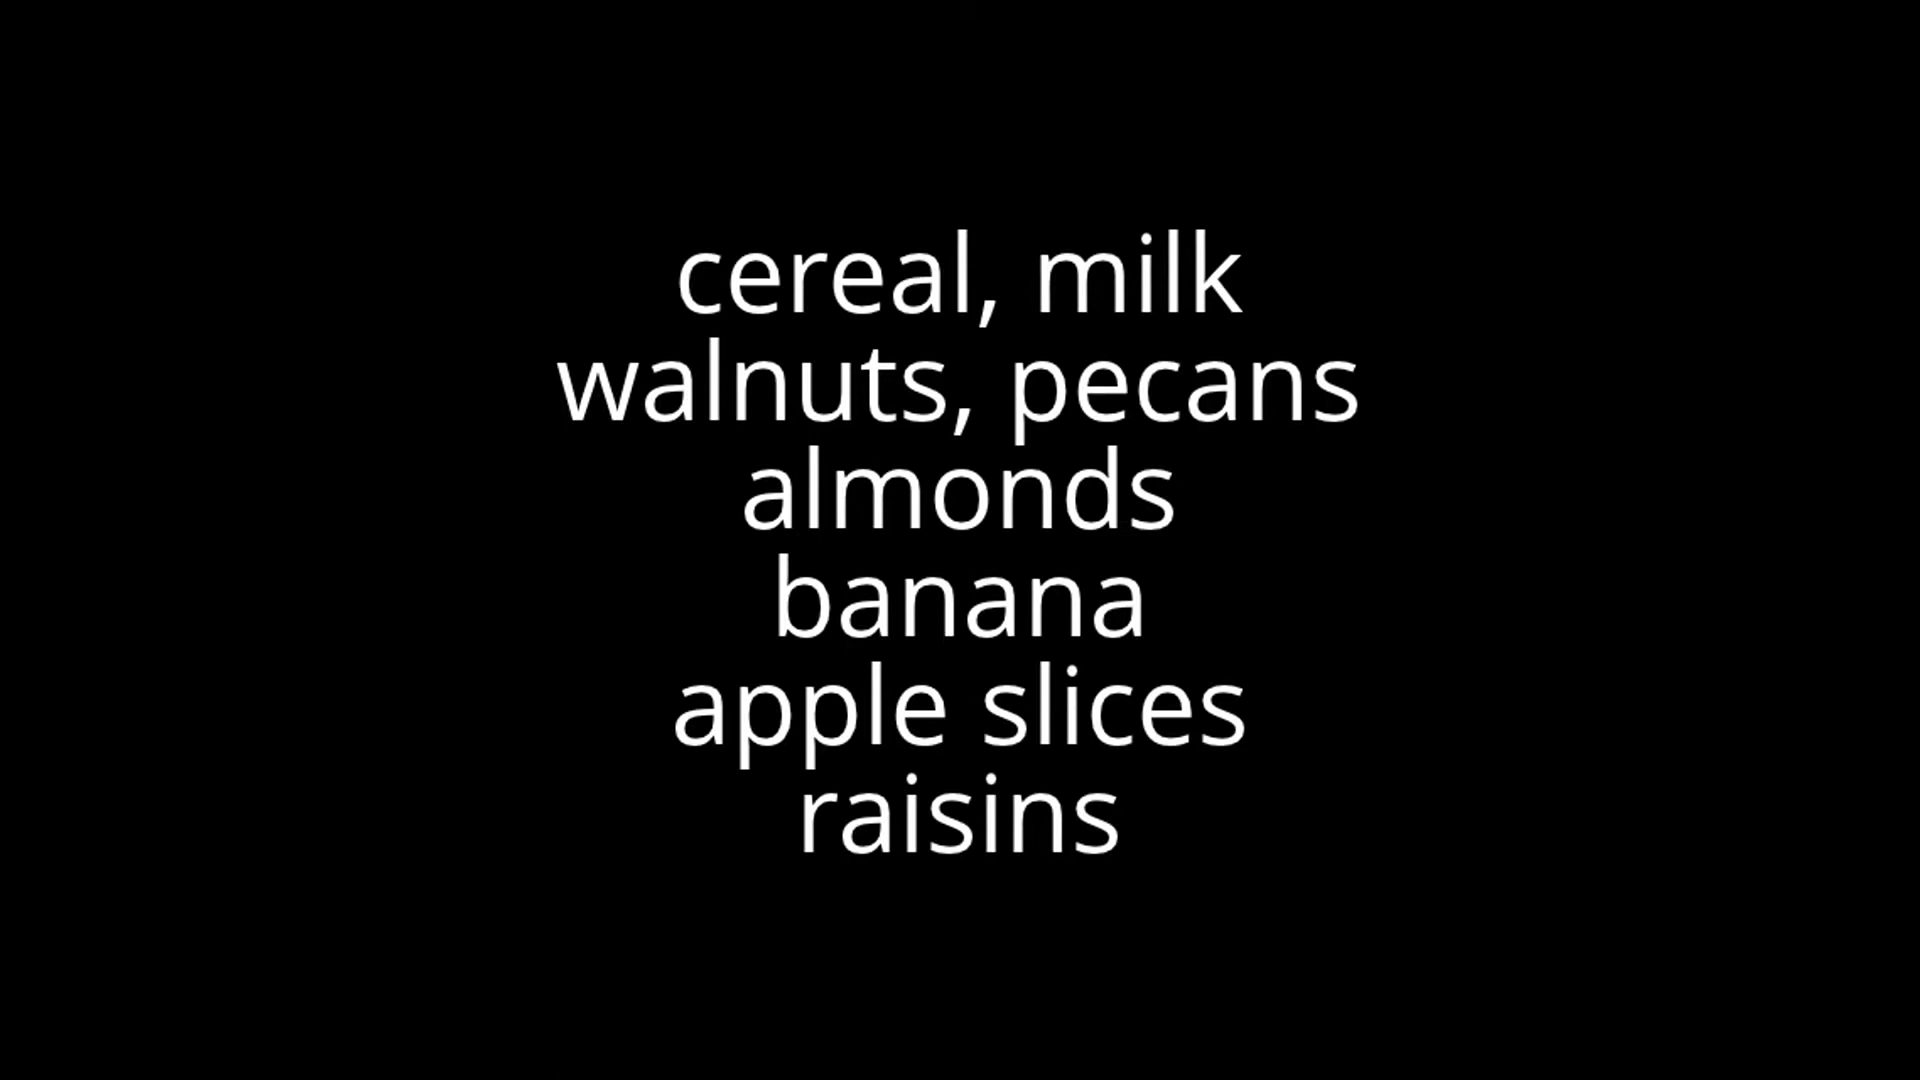 cereal, milk
walnuts, pecans
almonds
banana
apple slices
raisins